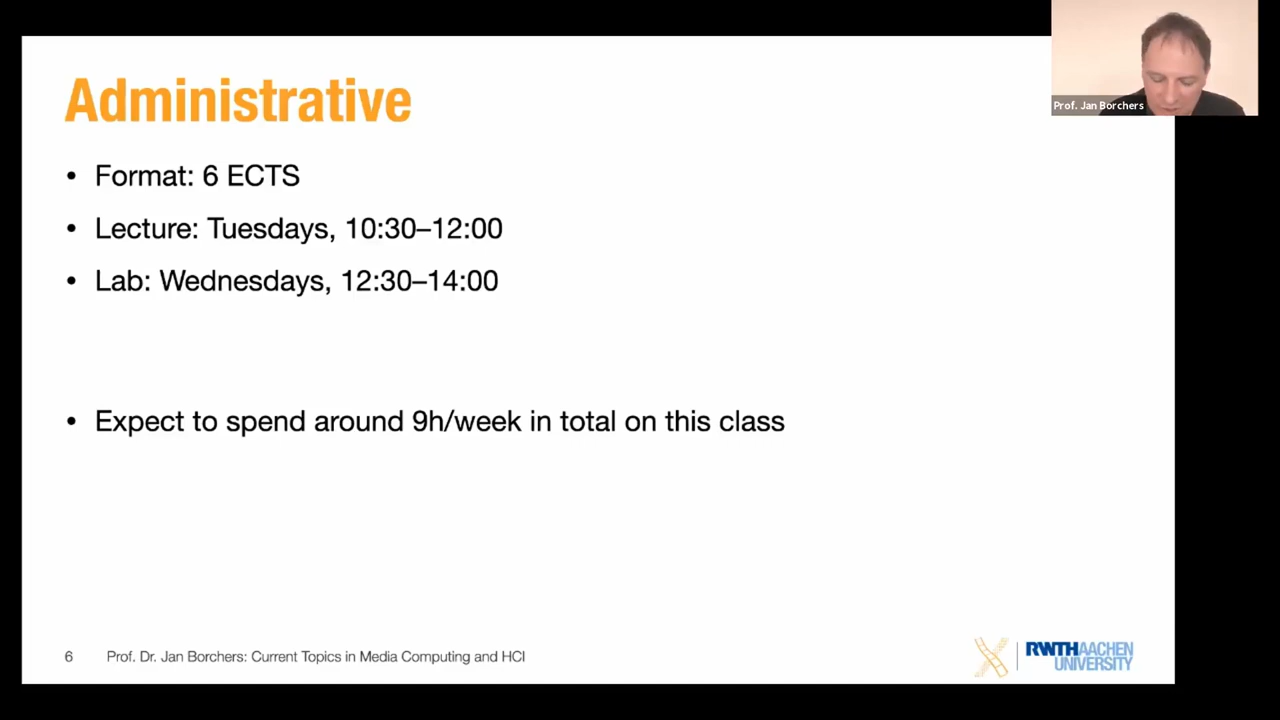 Administrative
Prof. Jan Borchers
• Format: 6 ECTS
• Lecture: Tuesdays, 10:30–12:00
• Lab: Wednesdays, 12:30–14:00
• Expect to spend around 9h/week in total on this class
6 Prof. Dr. Jan Borchers: Current Topics in Media Computing and HCI
RWTHAACHEN
UNIVERSITY